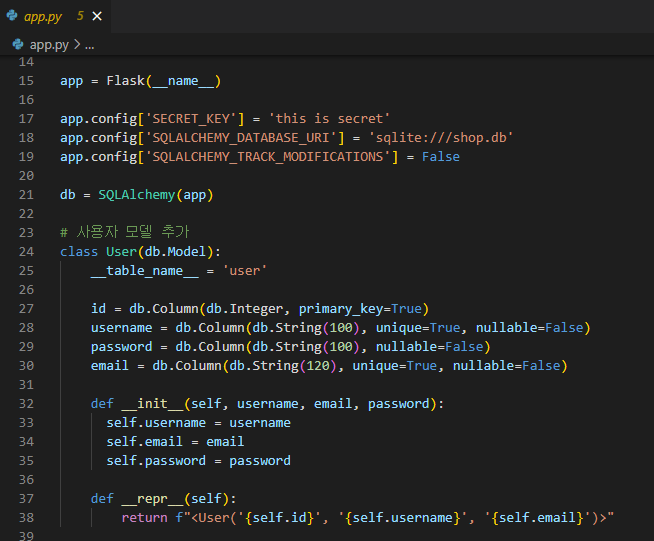 app.py 5 ×
app.py > ...
14
15 app = Flask(__name__)
16
17 app.config['SECRET_KEY'] = 'this is secret'
18 app.config['SQLALCHEMY_DATABASE_URI'] = 'sqlite:///shop.db'
19 app.config['SQLALCHEMY_TRACK_MODIFICATIONS'] = False
20
21 db = SQLAlchemy(app)
22
23 # 사용자 모델 추가
24 class User(db.Model):
25     __table_name__ = 'user'
26
27     id = db.Column(db.Integer, primary_key=True)
28     username = db.Column(db.String(100), unique=True, nullable=False)
29     password = db.Column(db.String(100), nullable=False)
30     email = db.Column(db.String(120), unique=True, nullable=False)
31
32     def __init__(self, username, email, password):
33       self.username = username
34       self.email = email
35       self.password = password
36
37     def __repr__(self):
38         return f"<User('{self.id}', '{self.username}', '{self.email}')>"
39